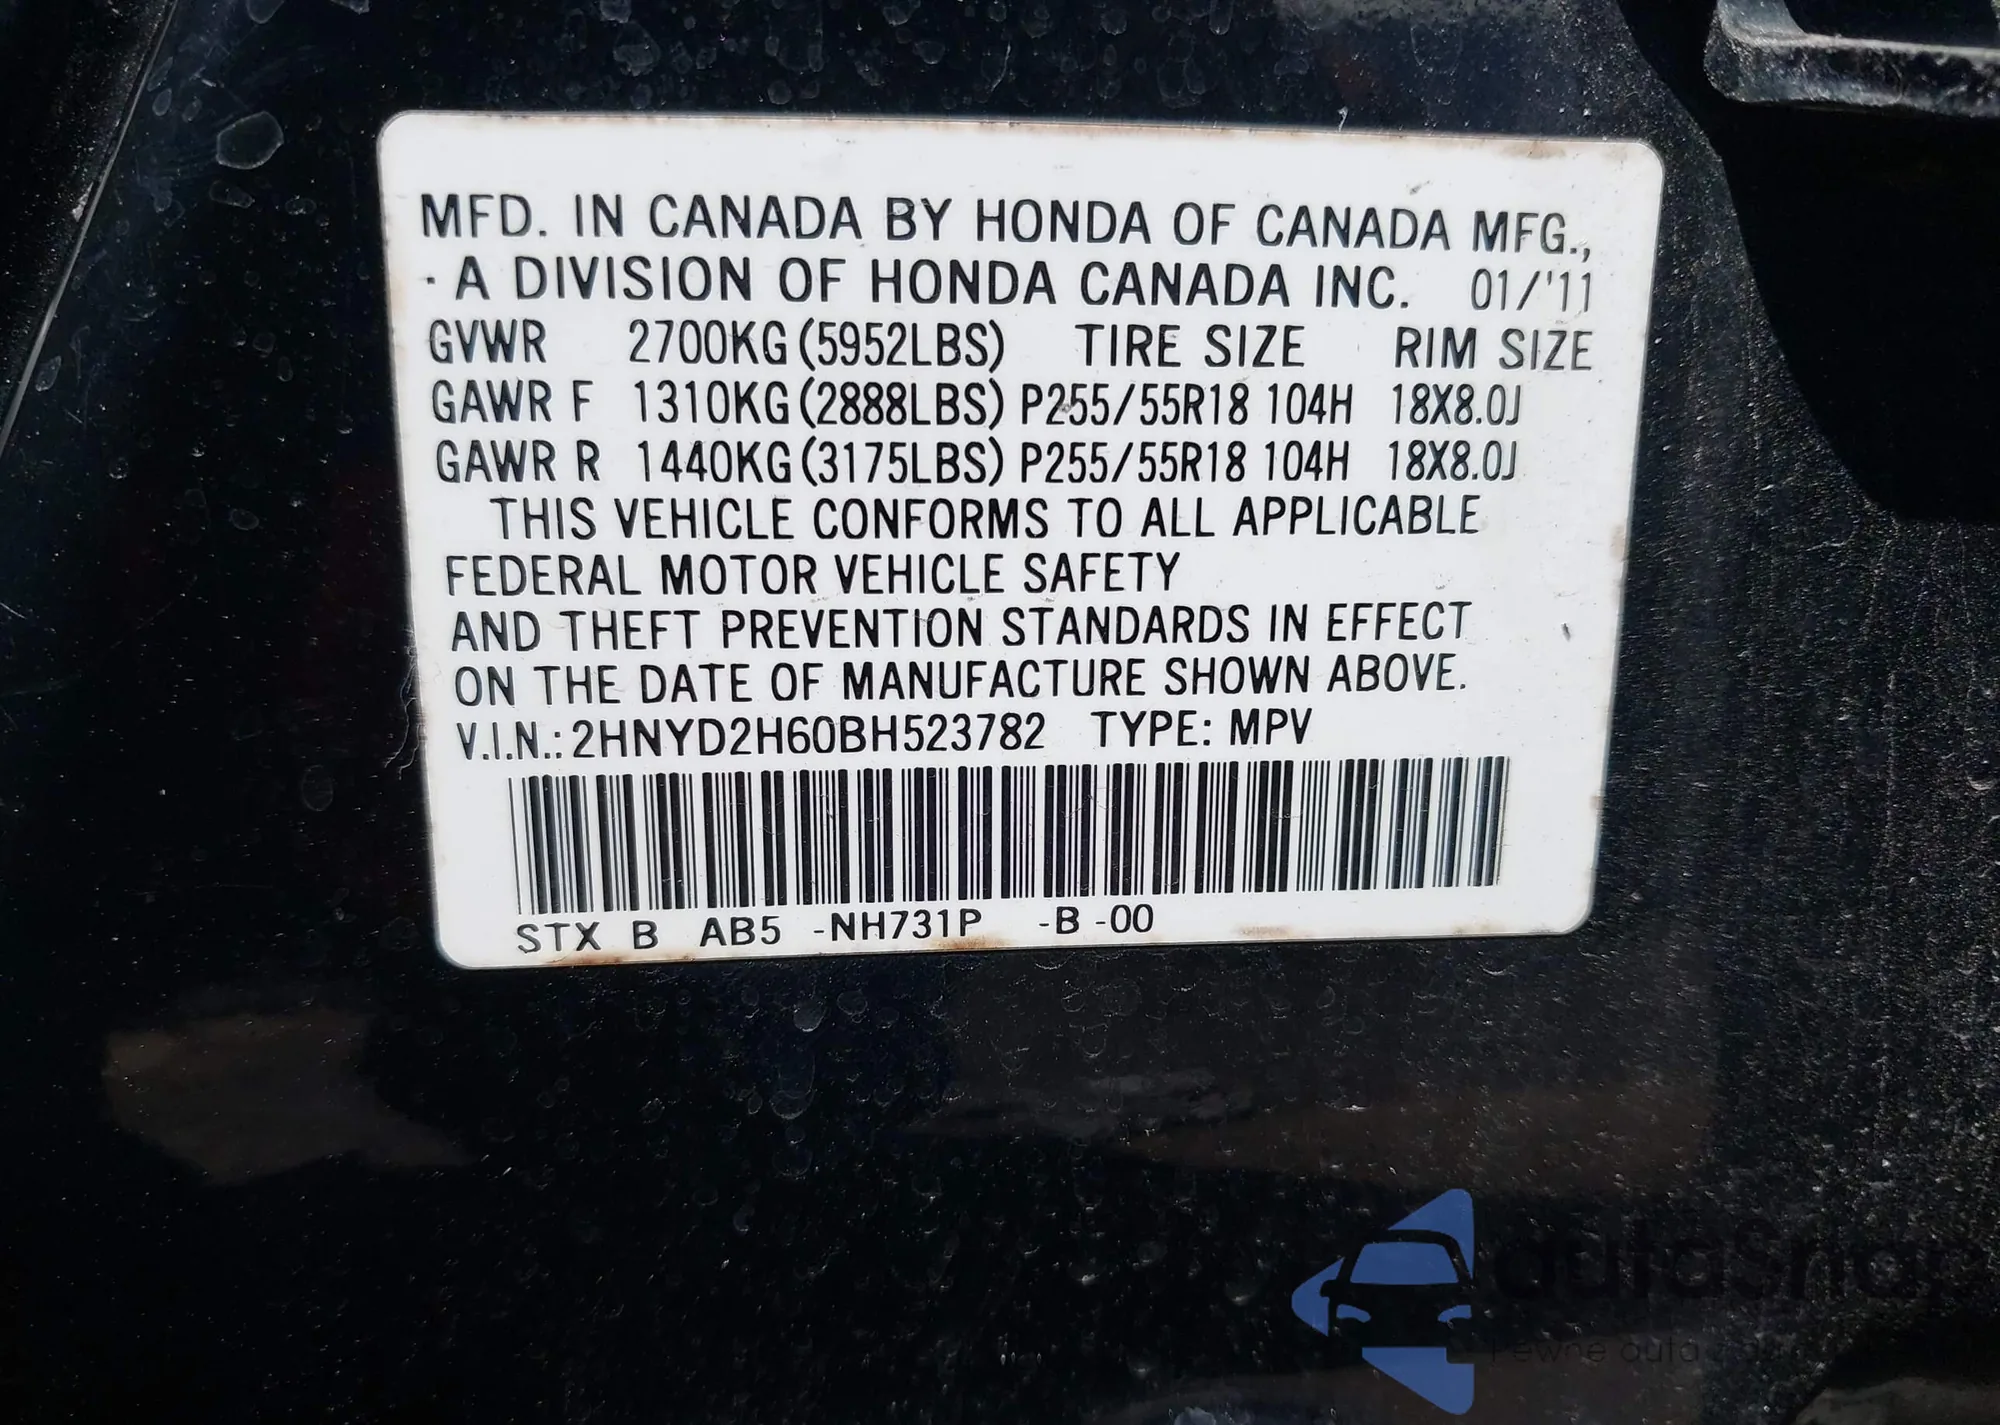 MFD. IN CANADA BY HONDA OF CANADA MFG.,
· A DIVISION OF HONDA CANADA INC. 01/'11
GVWR 2700KG (5952LBS) TIRE SIZE RIM SIZE
GAWR F 1310KG (2888LBS) P255/55R18 104H 18X8.0J
GAWR R 1440KG (3175LBS) P255/55R18 104H 18X8.0J
THIS VEHICLE CONFORMS TO ALL APPLICABLE
FEDERAL MOTOR VEHICLE SAFETY
AND THEFT PREVENTION STANDARDS IN EFFECT
ON THE DATE OF MANUFACTURE SHOWN ABOVE.
V.I.N.: 2HNYD2H60BH523782 TYPE: MPV
STX B AB5 -NH731P -B -00
autoSnap
Pewne auta